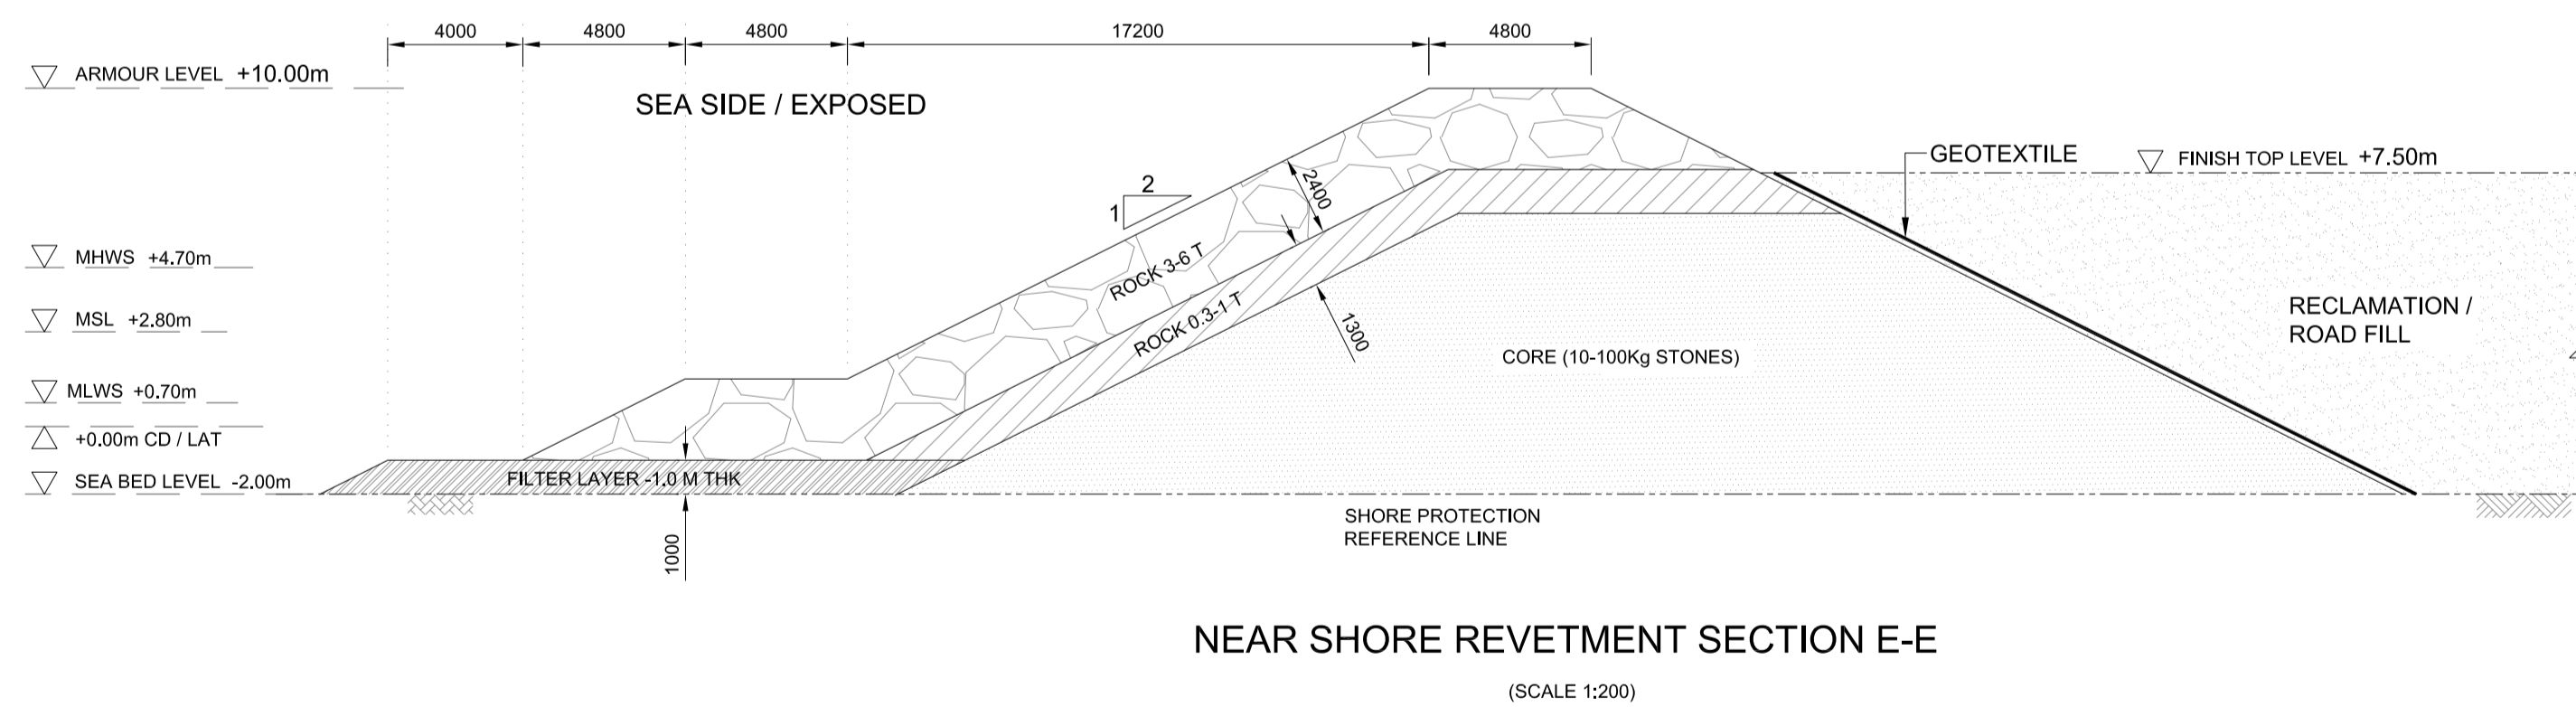 4000
4800
4800
17200
4800
ARMOUR LEVEL +10.00m
SEA SIDE / EXPOSED
GEOTEXTILE
FINISH TOP LEVEL +7.50m
2
1
2400
MHWS +4.70m
ROCK 3-6 T
MSL +2.80m
ROCK 0.3-1 T
1300
RECLAMATION /
ROAD FILL
CORE (10-100Kg STONES)
MLWS +0.70m
+0.00m CD / LAT
SEA BED LEVEL -2.00m
FILTER LAYER -1.0 M THK
1000
SHORE PROTECTION
REFERENCE LINE
NEAR SHORE REVETMENT SECTION E-E
(SCALE 1:200)